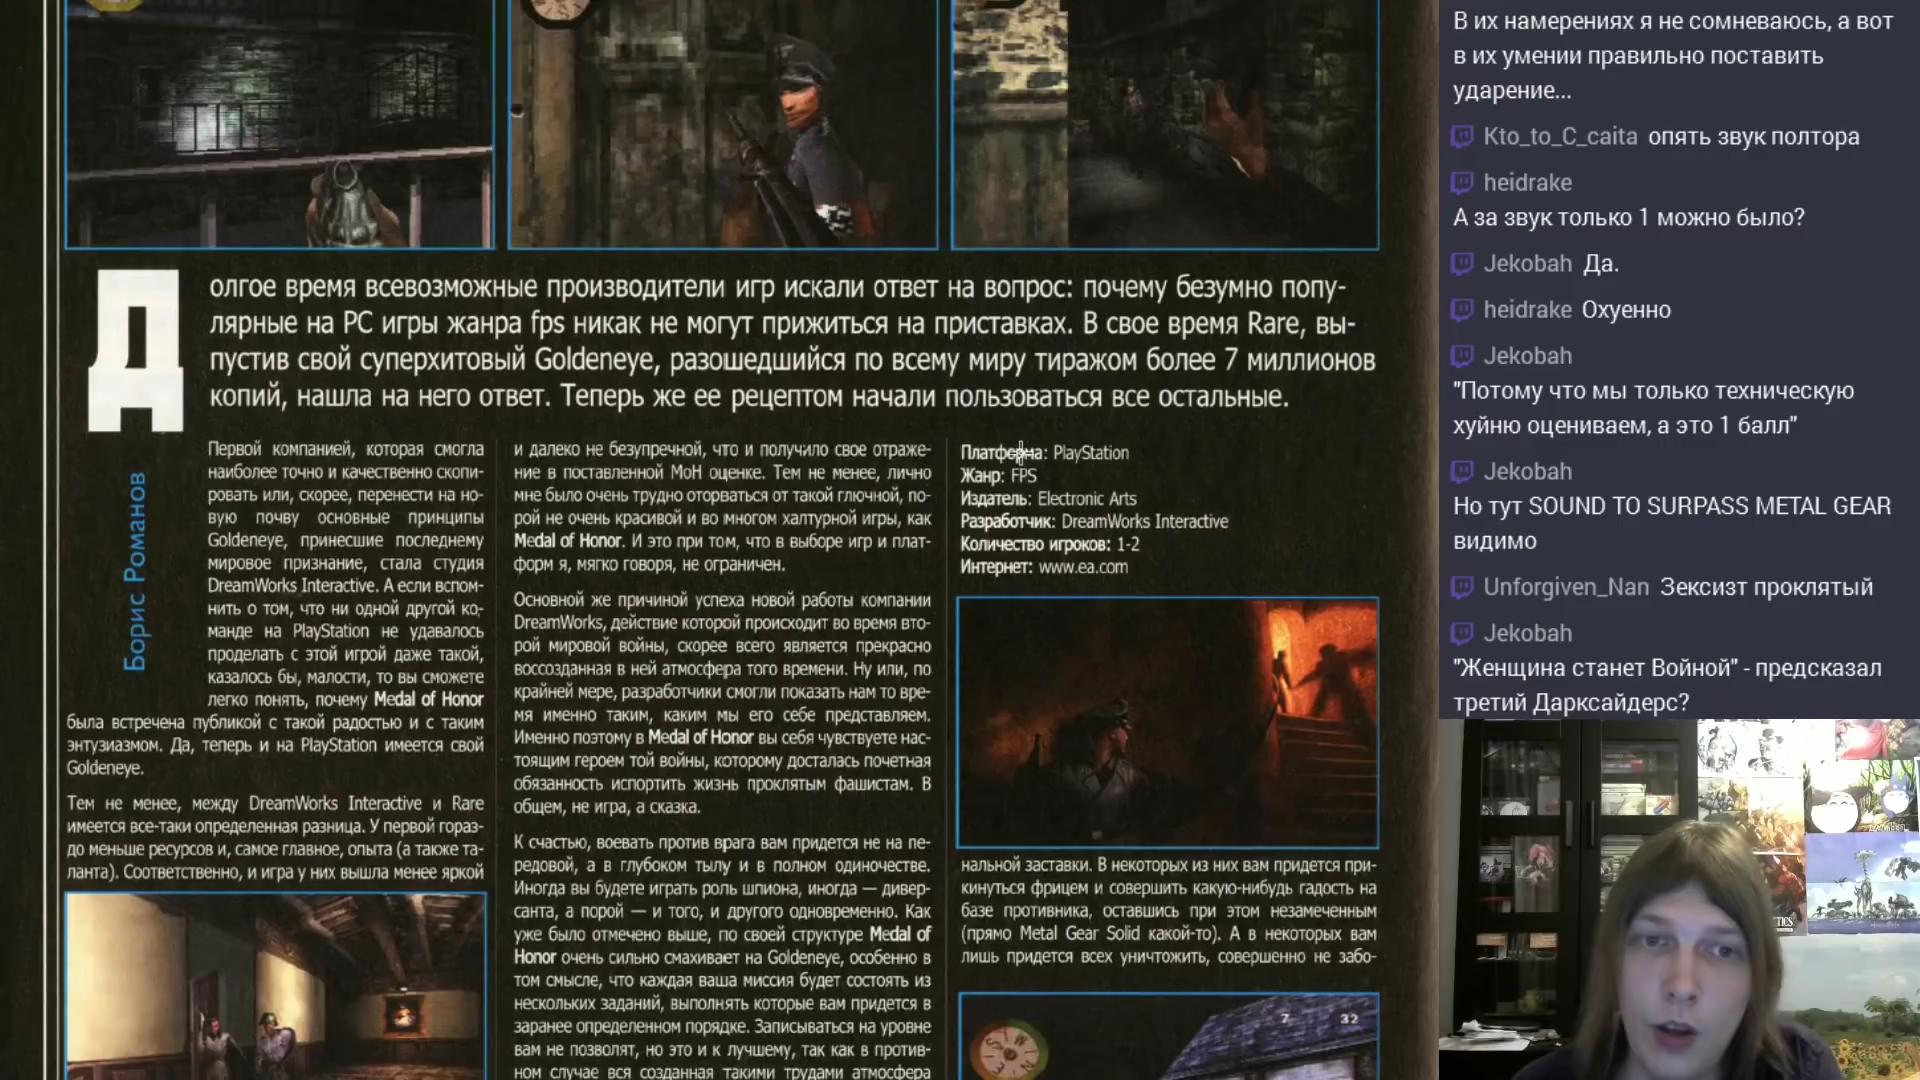 Д
олгое время всевозможные производители игр искали ответ на вопрос: почему безумно попу-
лярные на PC игры жанра fps никак не могут прижиться на приставках. В свое время Rare, вы-
пустив свой суперхитовый Goldeneye, разошедшийся по всему миру тиражом более 7 миллионов
копий, нашла на него ответ. Теперь же ее рецептом начали пользоваться все остальные.
Борис Романов
Первой компанией, которая смогла
наиболее точно и качественно скопи-
ровать или, скорее, перенести на но-
вую почву основные принципы
Goldeneye, принесшие последнему
мировое признание, стала студия
DreamWorks Interactive. А если вспом-
нить о том, что ни одной другой ко-
манде на PlayStation не удавалось
проделать с этой игрой даже такой,
казалось бы, малости, то вы сможете
легко понять, почему Medal of Honor
была встречена публикой с такой радостью и с таким
энтузиазмом. Да, теперь и на PlayStation имеется свой
Goldeneye.
Тем не менее, между DreamWorks Interactive и Rare
имеется все-таки определенная разница. У первой гораз-
до меньше ресурсов и, самое главное, опыта (а также та-
ланта). Соответственно, и игра у них вышла менее яркой
и далеко не безупречной, что и получило свое отраже-
ние в поставленной MoH оценке. Тем не менее, лично
мне было очень трудно оторваться от такой глючной, по-
рой не очень красивой и во многом халтурной игры, как
Medal of Honor. И это при том, что в выборе игр и плат-
форм я, мягко говоря, не ограничен.
Основной же причиной успеха новой работы компании
DreamWorks, действие которой происходит во время вто-
рой мировой войны, скорее всего является прекрасно
воссозданная в ней атмосфера того времени. Ну или, по
крайней мере, разработчики смогли показать нам то вре-
мя именно таким, каким мы его себе представляем.
Именно поэтому в Medal of Honor вы себя чувствуете нас-
тоящим героем той войны, которому досталась почетная
обязанность испортить жизнь проклятым фашистам. В
общем, не игра, а сказка.
К счастью, воевать против врага вам придется не на пе-
редовой, а в глубоком тылу и в полном одиночестве.
Иногда вы будете играть роль шпиона, иногда — дивер-
санта, а порой — и того, и другого одновременно. Как
уже было отмечено выше, по своей структуре Medal of
Honor очень сильно смахивает на Goldeneye, особенно в
том смысле, что каждая ваша миссия будет состоять из
нескольких заданий, выполнять которые вам придется в
заранее определенном порядке. Записываться на уровне
вам не позволят, но это и к лучшему, так как в против-
ном случае вся созданная такими трудами атмосфера
Платформа: PlayStation
Жанр: FPS
Издатель: Electronic Arts
Разработчик: DreamWorks Interactive
Количество игроков: 1-2
Интернет: www.ea.com
нальной заставки. В некоторых из них вам придется при-
кинуться фрицем и совершить какую-нибудь гадость на
базе противника, оставшись при этом незамеченным
(прямо Metal Gear Solid какой-то). А в некоторых вам
лишь придется всех уничтожить, совершенно не забо-
7 32
В их намерениях я не сомневаюсь, а вот
в их умении правильно поставить
ударение...
Kto_to_C_caita опять звук полтора
heidrake
А за звук только 1 можно было?
Jekobah Да.
heidrake Охуенно
Jekobah
"Потому что мы только техническую
хуйню оцениваем, а это 1 балл"
Jekobah
Но тут SOUND TO SURPASS METAL GEAR
видимо
Unforgiven_Nan Зексизт проклятый
Jekobah
"Женщина станет Войной" - предсказал
третий Дарксайдерс?